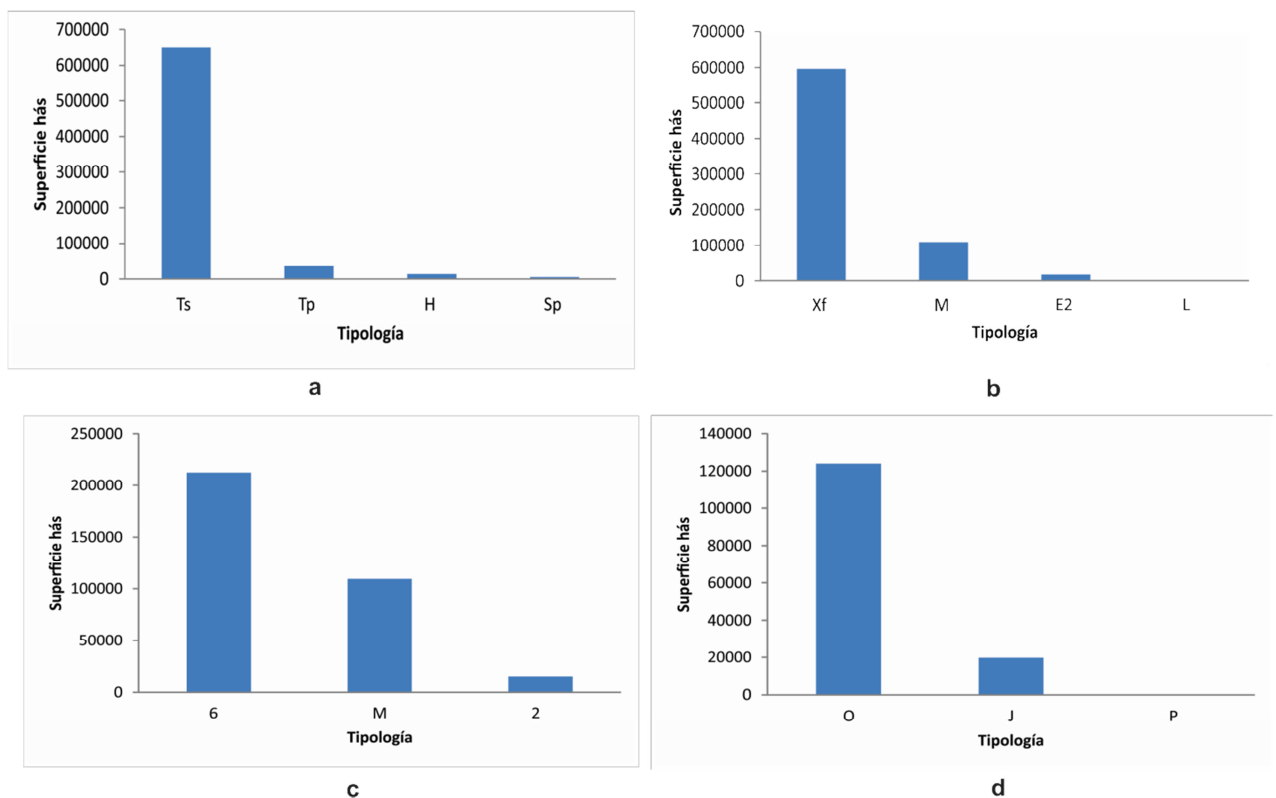 700000
600000
500000
400000
300000
200000
100000
0
Superficie hás
Ts Tp H Sp
Tipología
a
700000
600000
500000
400000
300000
200000
100000
0
Superficie hás
Xf M E2 L
Tipología
b
250000
200000
150000
100000
50000
0
Superficie hás
6 M 2
Tipología
c
140000
120000
100000
80000
60000
40000
20000
0
Superficie hás
O J P
Tipología
d